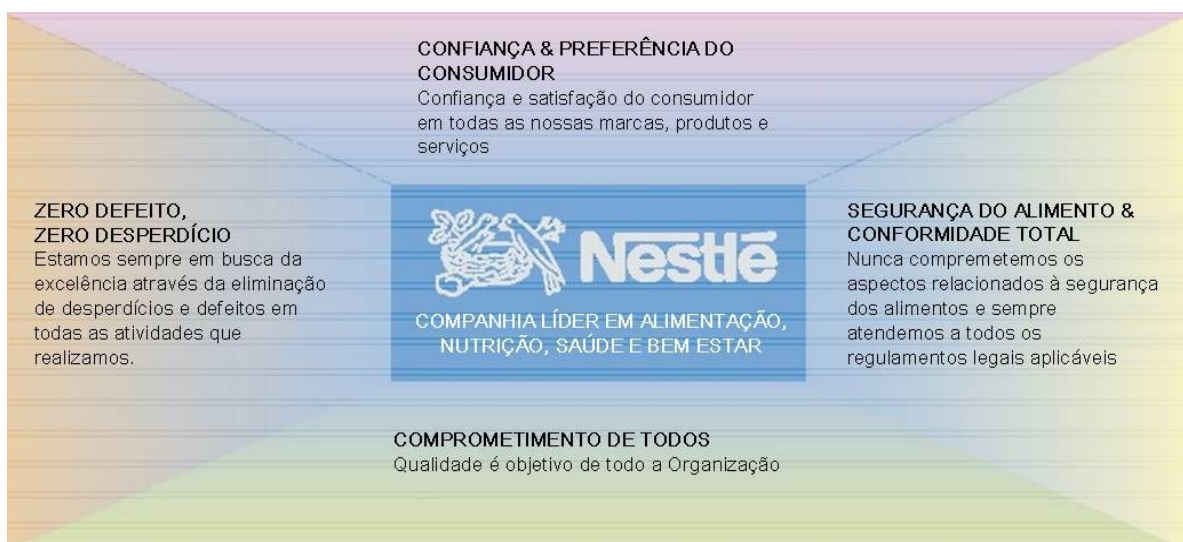 CONFIANÇA & PREFERÊNCIA DO
CONSUMIDOR
Confiança e satisfação do consumidor
em todas as nossas marcas, produtos e
serviços
ZERO DEFEITO,
ZERO DESPERDÍCIO
Estamos sempre em busca da
excelência através da eliminação
de desperdícios e defeitos em
todas as atividades que
realizamos.
Nestlé
COMPANHIA LÍDER EM ALIMENTAÇÃO,
NUTRIÇÃO, SAÚDE E BEM ESTAR
SEGURANÇA DO ALIMENTO &
CONFORMIDADE TOTAL
Nunca comprometemos os
aspectos relacionados à segurança
dos alimentos e sempre
atendemos a todos os
regulamentos legais aplicáveis
COMPROMETIMENTO DE TODOS
Qualidade é objetivo de todo a Organização